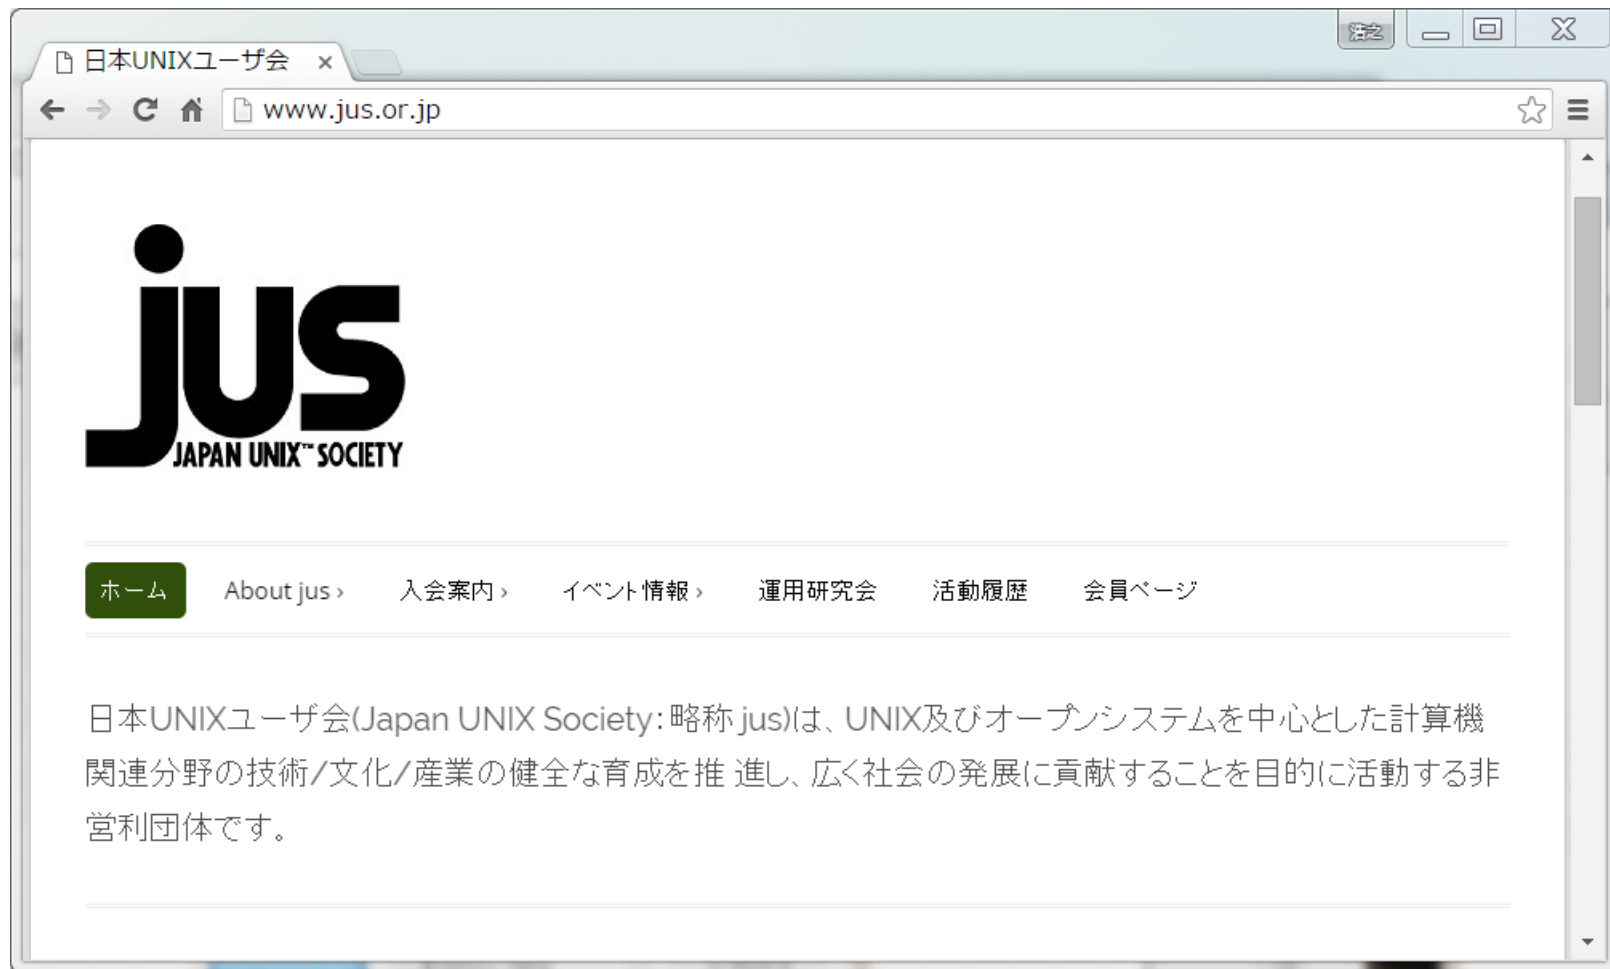 浩之
日本UNIXユーザ会
www.jus.or.jp
jus
JAPAN UNIX™ SOCIETY
ホーム About jus › 入会案内 › イベント情報 › 運用研究会 活動履歴 会員ページ
日本UNIXユーザ会(Japan UNIX Society：略称 jus)は、UNIX及びオープンシステムを中心とした計算機
関連分野の技術/文化/産業の健全な育成を推 進し、広く社会の発展に貢献することを目的に活動する非
営利団体です。